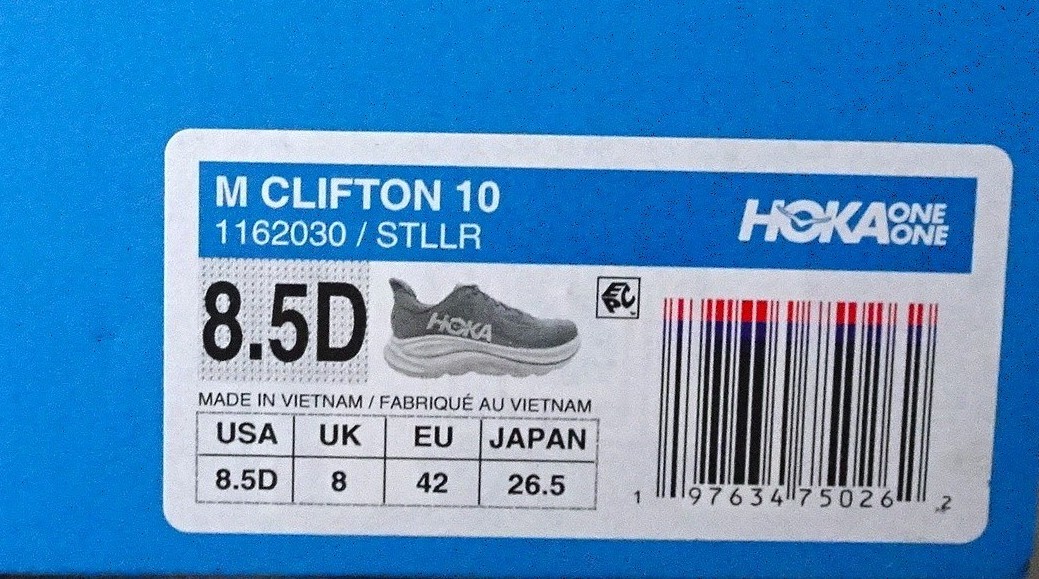 M CLIFTON 10
1162030 / STLLR
HOKA ONE ONE
8.5D
HOKA
EPC
MADE IN VIETNAM / FABRIQUÉ AU VIETNAM
USA UK EU JAPAN
8.5D 8 42 26.5
1 97634 75026 2